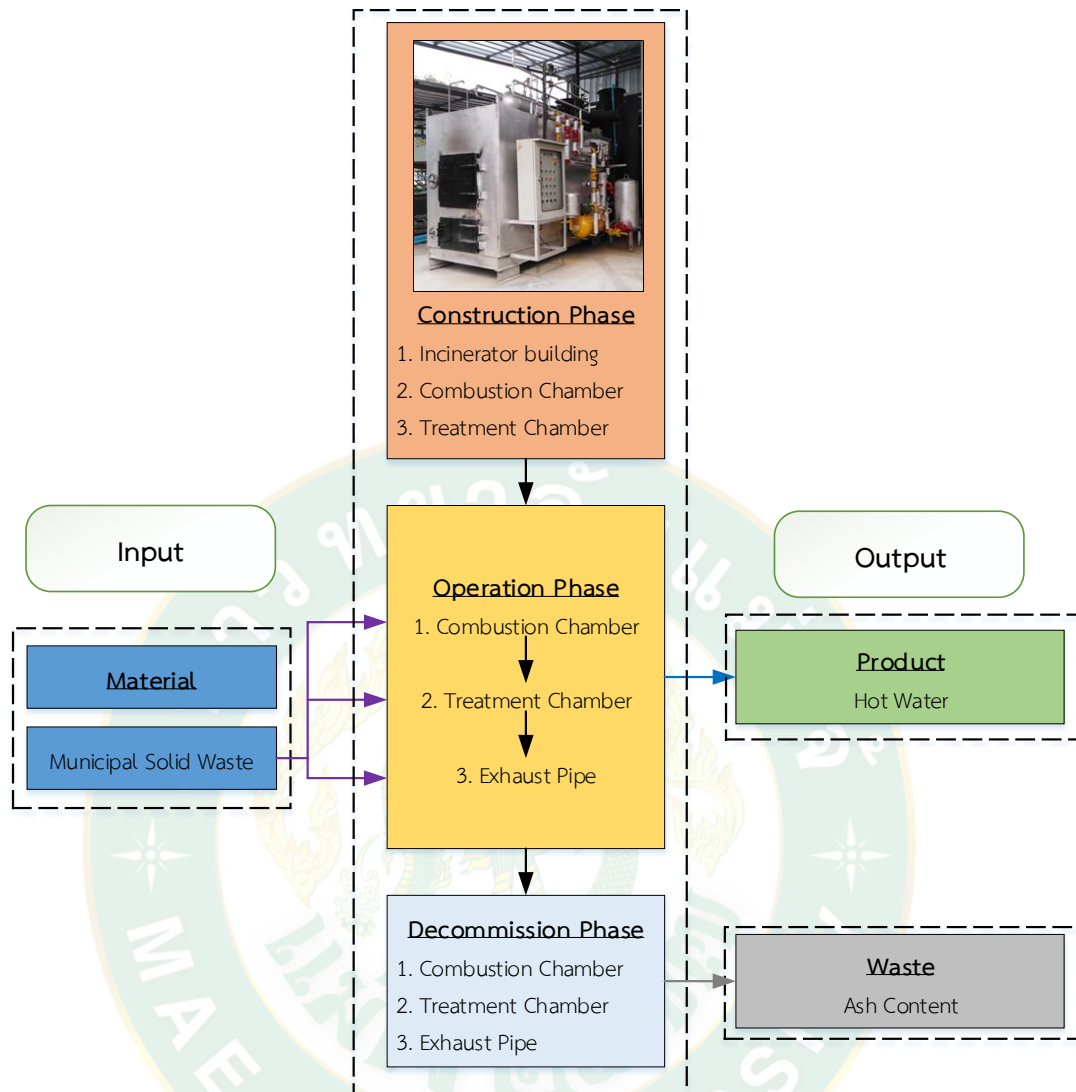 Construction Phase
1. Incinerator building
2. Combustion Chamber
3. Treatment Chamber
Input
Material
Municipal Solid Waste
Operation Phase
1. Combustion Chamber
2. Treatment Chamber
3. Exhaust Pipe
Output
Product
Hot Water
Decommission Phase
1. Combustion Chamber
2. Treatment Chamber
3. Exhaust Pipe
Waste
Ash Content
MAE